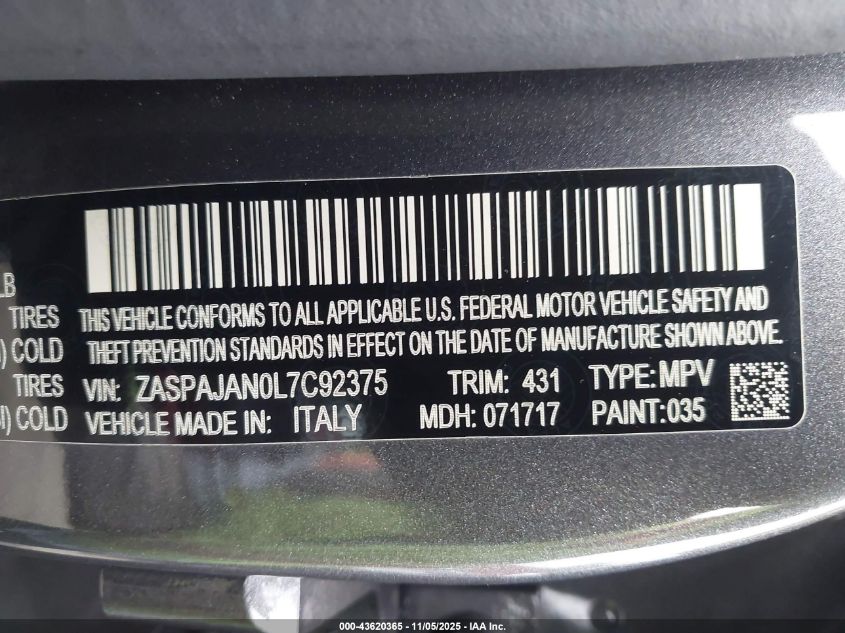 LB
TIRES THIS VEHICLE CONFORMS TO ALL APPLICABLE U.S. FEDERAL MOTOR VEHICLE SAFETY AND
) COLD THEFT PREVENTION STANDARDS IN EFFECT ON THE DATE OF MANUFACTURE SHOWN ABOVE.
TIRES VIN: ZASPAJAN0L7C92375 TRIM: 431 TYPE: MPV
I) COLD VEHICLE MADE IN: ITALY MDH: 071717 PAINT:035
000-43620365 - 11/05/2025 - IAA Inc.